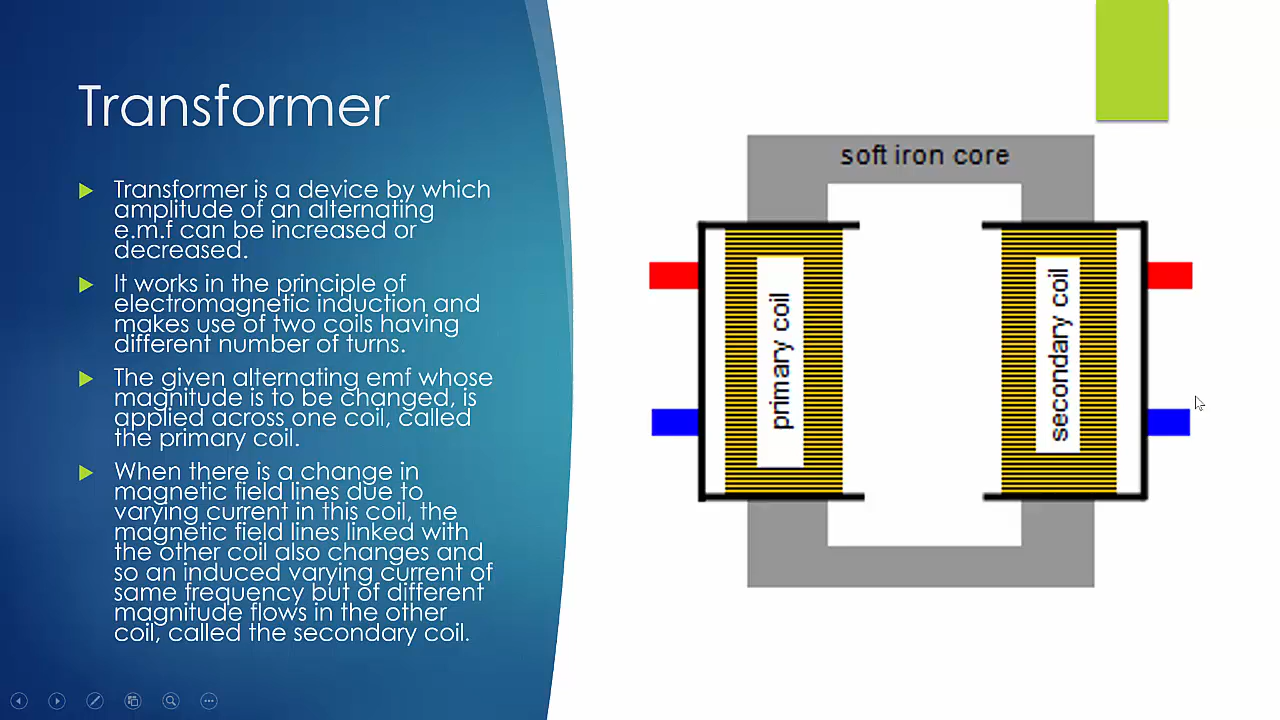 Transformer
Transformer is a device by which
amplitude of an alternating
e.m.f can be increased or
decreased.
It works in the principle of
electromagnetic induction and
makes use of two coils having
different number of turns.
The given alternating emf whose
magnitude is to be changed, is
applied across one coil, called
the primary coil.
When there is a change in
magnetic field lines due to
varying current in this coil, the
magnetic field lines linked with
the other coil also changes and
so an induced varying current of
same frequency but of different
magnitude flows in the other
coil, called the secondary coil.
soft iron core
primary coil
secondary coil